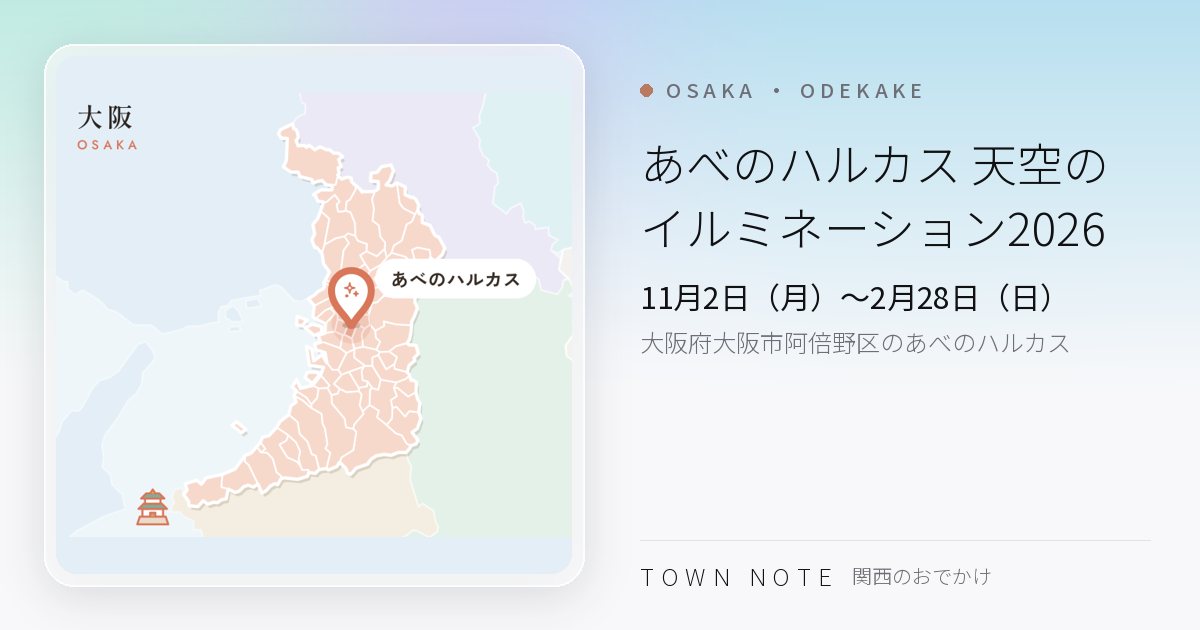 大阪
OSAKA
あべのハルカス
OSAKA • ODEKAKE
あべのハルカス 天空の
イルミネーション2026
11月2日（月）〜2月28日（日）
大阪府大阪市阿倍野区のあべのハルカス
TOWN NOTE 関西のおでかけ